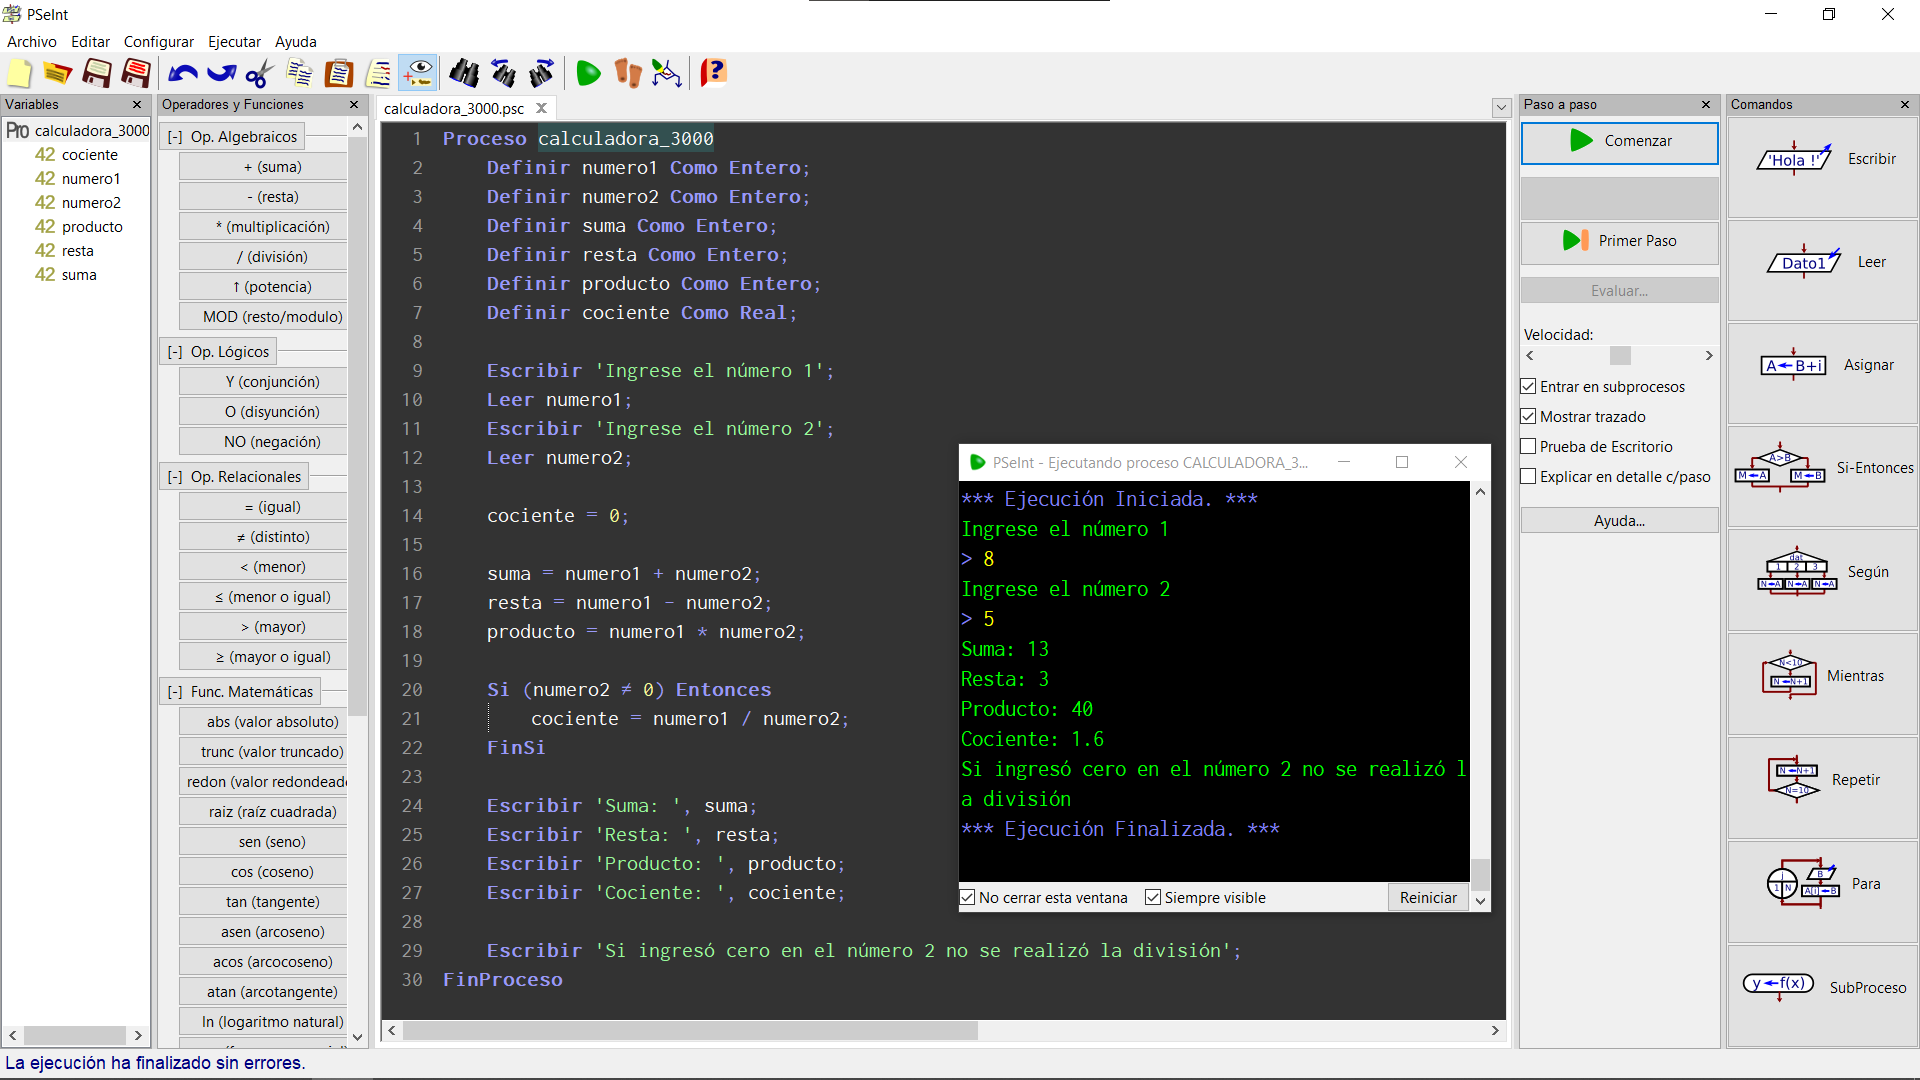 PSeInt
Archivo Editar Configurar Ejecutar Ayuda
Variables
Pro calculadora_3000
42 cociente
42 numero1
42 numero2
42 producto
42 resta
42 suma
Operadores y Funciones
[-] Op. Algebraicos
+ (suma)
- (resta)
* (multiplicación)
/ (división)
↑ (potencia)
MOD (resto/modulo)
[-] Op. Lógicos
Y (conjunción)
O (disyunción)
NO (negación)
[-] Op. Relacionales
= (igual)
≠ (distinto)
< (menor)
≤ (menor o igual)
> (mayor)
≥ (mayor o igual)
[-] Func. Matemáticas
abs (valor absoluto)
trunc (valor truncado)
redon (valor redondeado
raiz (raíz cuadrada)
sen (seno)
cos (coseno)
tan (tangente)
asen (arcoseno)
acos (arcocoseno)
atan (arcotangente)
ln (logaritmo natural)
calculadora_3000.psc
1 Proceso calculadora_3000
2 Definir numero1 Como Entero;
3 Definir numero2 Como Entero;
4 Definir suma Como Entero;
5 Definir resta Como Entero;
6 Definir producto Como Entero;
7 Definir cociente Como Real;
8
9 Escribir 'Ingrese el número 1';
10 Leer numero1;
11 Escribir 'Ingrese el número 2';
12 Leer numero2;
13
14 cociente = 0;
15
16 suma = numero1 + numero2;
17 resta = numero1 - numero2;
18 producto = numero1 * numero2;
19
20 Si (numero2 ≠ 0) Entonces
21 cociente = numero1 / numero2;
22 FinSi
23
24 Escribir 'Suma: ', suma;
25 Escribir 'Resta: ', resta;
26 Escribir 'Producto: ', producto;
27 Escribir 'Cociente: ', cociente;
28
29 Escribir 'Si ingresó cero en el número 2 no se realizó la división';
30 FinProceso
PSeInt - Ejecutando proceso CALCULADORA_3...
*** Ejecución Iniciada. ***
Ingrese el número 1
> 8
Ingrese el número 2
> 5
Suma: 13
Resta: 3
Producto: 40
Cociente: 1.6
Si ingresó cero en el número 2 no se realizó l
a división
*** Ejecución Finalizada. ***
No cerrar esta ventana Siempre visible Reiniciar
Paso a paso
Comenzar
Primer Paso
Evaluar...
Velocidad:
Entrar en subprocesos
Mostrar trazado
Prueba de Escritorio
Explicar en detalle c/paso
Ayuda...
Comandos
'Hola !' Escribir
Dato1 Leer
A←B+i Asignar
A>B
M←A M←B Si-Entonces
dat
1 2 3
N←A N←A N←A Según
N<10
N←N+1 Mientras
N←N+1
N=10 Repetir
i
1 N
B
A[i]←B Para
y←f(x) SubProceso
La ejecución ha finalizado sin errores.